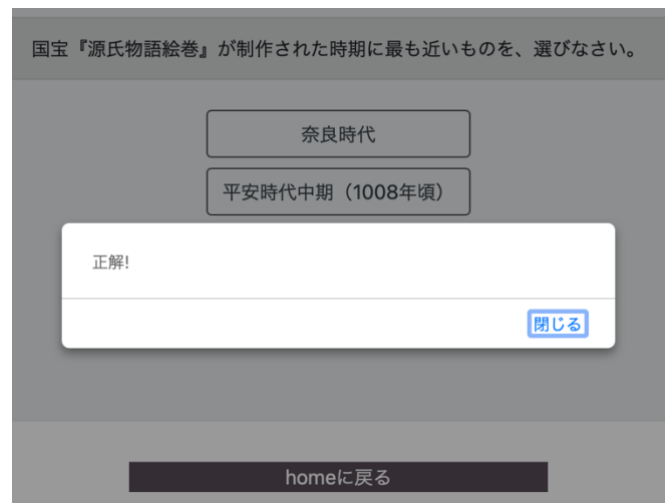 国宝『源氏物語絵巻』が制作された時期に最も近いものを、選びなさい。
奈良時代
平安時代中期（1008年頃）
正解!
閉じる
homeに戻る